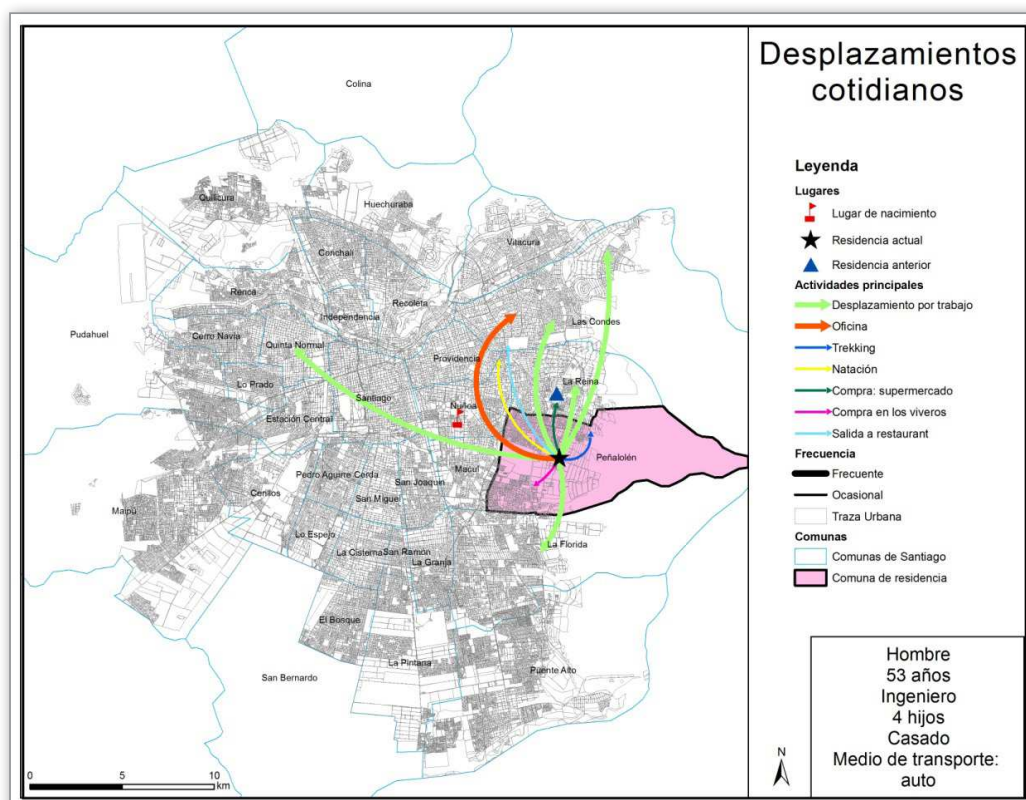 Desplazamientos
cotidianos
Leyenda
Lugares
Lugar de nacimiento
Residencia actual
Residencia anterior
Actividades principales
Desplazamiento por trabajo
Oficina
Trekking
Natación
Compra: supermercado
Compra en los viveros
Salida a restaurant
Frecuencia
Frecuente
Ocasional
Traza Urbana
Comunas
Comunas de Santiago
Comuna de residencia
Hombre
53 años
Ingeniero
4 hijos
Casado
Medio de transporte:
auto
N
Colina
Quilicura
Huechuraba
Conchalí
Vitacura
Renca
Recoleta
Independencia
Las Condes
Pudahuel
Cerro Navia
Quinta Normal
Providencia
Lo Prado
La Reina
Santiago
Ñuñoa
Estación Central
Peñalolén
Macul
Pedro Aguirre Cerda
San Joaquín
Cerrillos
San Miguel
Maipú
Lo Espejo
La Florida
La Cisterna
San Ramón
La Granja
El Bosque
La Pintana
San Bernardo
Puente Alto
0 5 10
km